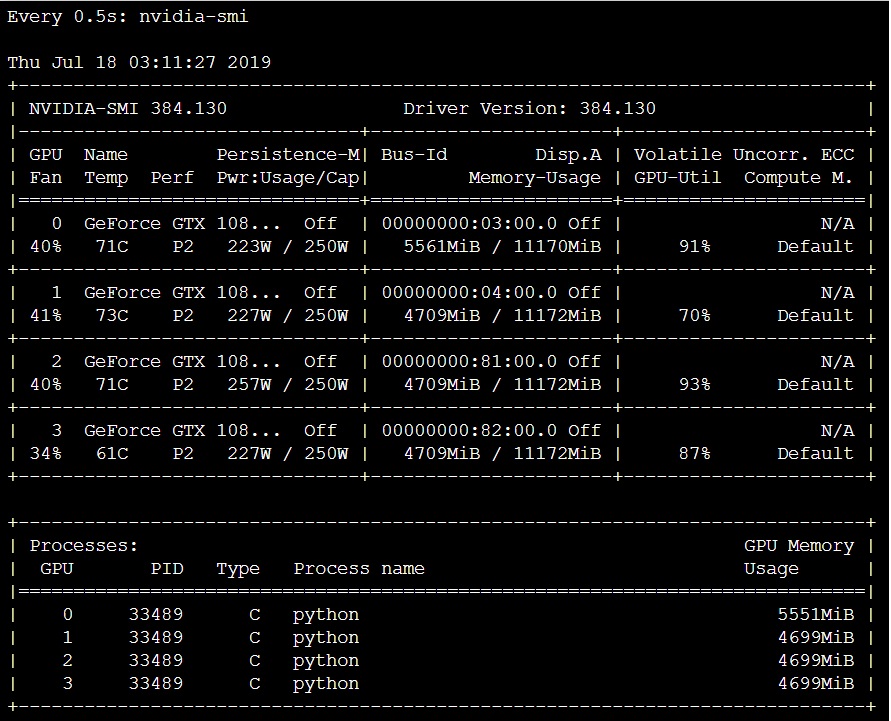 Every 0.5s: nvidia-smi

Thu Jul 18 03:11:27 2019
+-----------------------------------------------------------------------------+
| NVIDIA-SMI 384.130                Driver Version: 384.130                   |
|-------------------------------+----------------------+----------------------+
| GPU  Name        Persistence-M| Bus-Id        Disp.A | Volatile Uncorr. ECC |
| Fan  Temp  Perf  Pwr:Usage/Cap|         Memory-Usage | GPU-Util  Compute M. |
|===============================+======================+======================|
|   0  GeForce GTX 108...  Off  | 00000000:03:00.0 Off |                  N/A |
| 40%   71C    P2   223W / 250W |   5561MiB / 11170MiB |     91%      Default |
+-------------------------------+----------------------+----------------------+
|   1  GeForce GTX 108...  Off  | 00000000:04:00.0 Off |                  N/A |
| 41%   73C    P2   227W / 250W |   4709MiB / 11172MiB |     70%      Default |
+-------------------------------+----------------------+----------------------+
|   2  GeForce GTX 108...  Off  | 00000000:81:00.0 Off |                  N/A |
| 40%   71C    P2   257W / 250W |   4709MiB / 11172MiB |     93%      Default |
+-------------------------------+----------------------+----------------------+
|   3  GeForce GTX 108...  Off  | 00000000:82:00.0 Off |                  N/A |
| 34%   61C    P2   227W / 250W |   4709MiB / 11172MiB |     87%      Default |
+-------------------------------+----------------------+----------------------+

+-----------------------------------------------------------------------------+
| Processes:                                                       GPU Memory |
|  GPU       PID   Type   Process name                             Usage      |
|=============================================================================|
|    0     33489      C   python                                      5551MiB |
|    1     33489      C   python                                      4699MiB |
|    2     33489      C   python                                      4699MiB |
|    3     33489      C   python                                      4699MiB |
+-----------------------------------------------------------------------------+